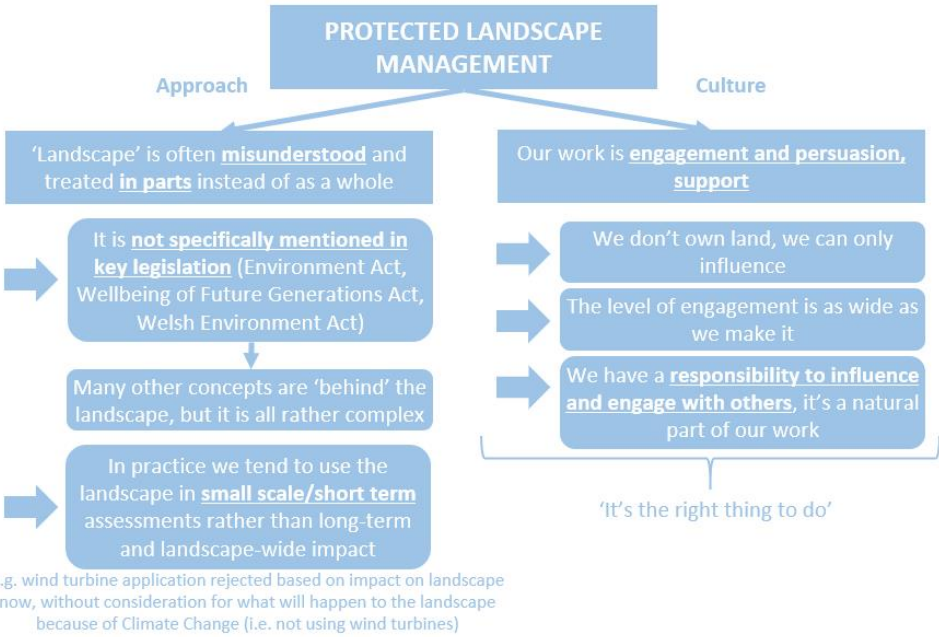 PROTECTED LANDSCAPE
MANAGEMENT
Approach
Culture
‘Landscape’ is often misunderstood and
treated in parts instead of as a whole
It is not specifically mentioned in
key legislation (Environment Act,
Wellbeing of Future Generations Act,
Welsh Environment Act)
Many other concepts are ‘behind’ the
landscape, but it is all rather complex
In practice we tend to use the
landscape in small scale/short term
assessments rather than long-term
and landscape-wide impact
.g. wind turbine application rejected based on impact on landscape
now, without consideration for what will happen to the landscape
because of Climate Change (i.e. not using wind turbines)
Our work is engagement and persuasion,
support
We don’t own land, we can only
influence
The level of engagement is as wide as
we make it
We have a responsibility to influence
and engage with others, it’s a natural
part of our work
‘It’s the right thing to do’